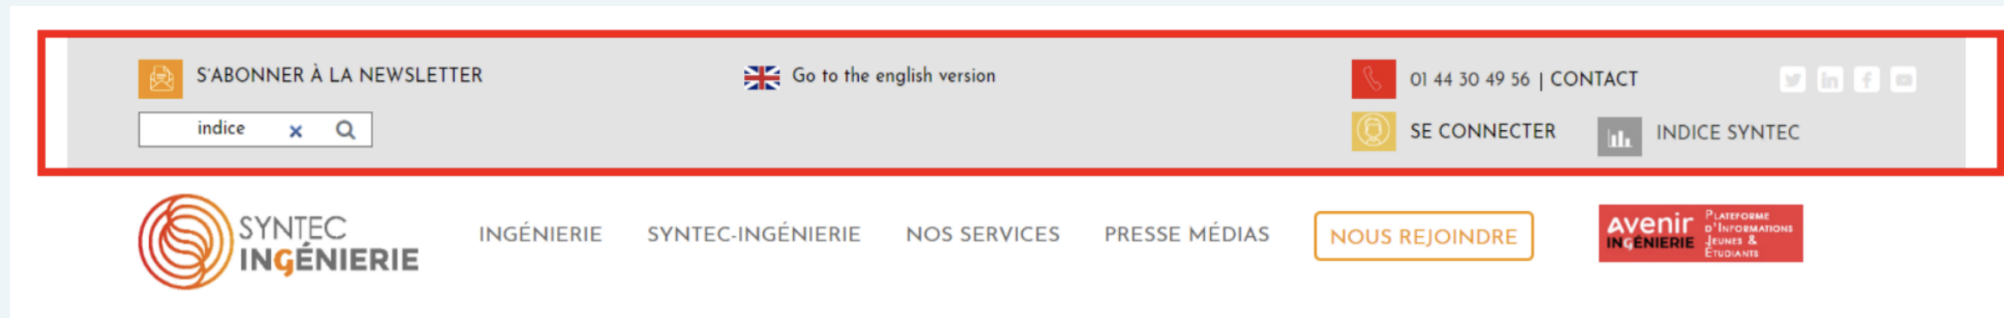 S'ABONNER À LA NEWSLETTER
Go to the english version
01 44 30 49 56 | CONTACT
indice
SE CONNECTER
INDICE SYNTEC
SYNTEC
INGÉNIERIE
INGÉNIERIE
SYNTEC-INGÉNIERIE
NOS SERVICES
PRESSE MÉDIAS
NOUS REJOINDRE
Avenir
INGÉNIERIE
PLATEFORME
D'INFORMATIONS
JEUNES &
ÉTUDIANTS